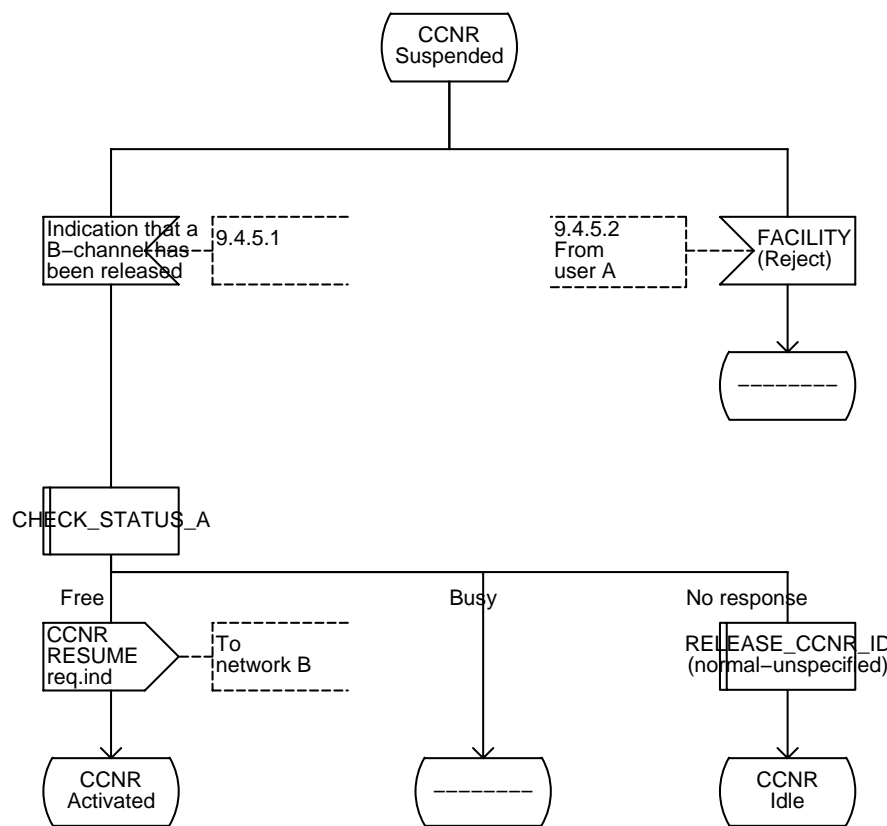 CCNR
Suspended
Indication that a
B−channel has
been released
9.4.5.1
9.4.5.2
From
user A
FACILITY
(Reject)
−−−−−−−−
CHECK_STATUS_A
Free
Busy
No response
CCNR
RESUME
req.ind
To
network B
RELEASE_CCNR_ID
(normal−unspecified)
CCNR
Activated
−−−−−−−−
CCNR
Idle